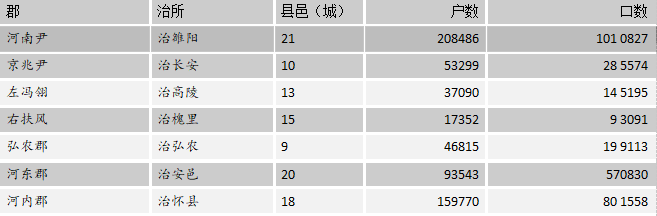 郡 治所 县邑（城） 户数 口数
河南尹 治雒阳 21 208486 101 0827
京兆尹 治长安 10 53299 28 5574
左冯翊 治高陵 13 37090 14 5195
右扶风 治槐里 15 17352 9 3091
弘农郡 治弘农 9 46815 19 9113
河东郡 治安邑 20 93543 570830
河内郡 治怀县 18 159770 80 1558